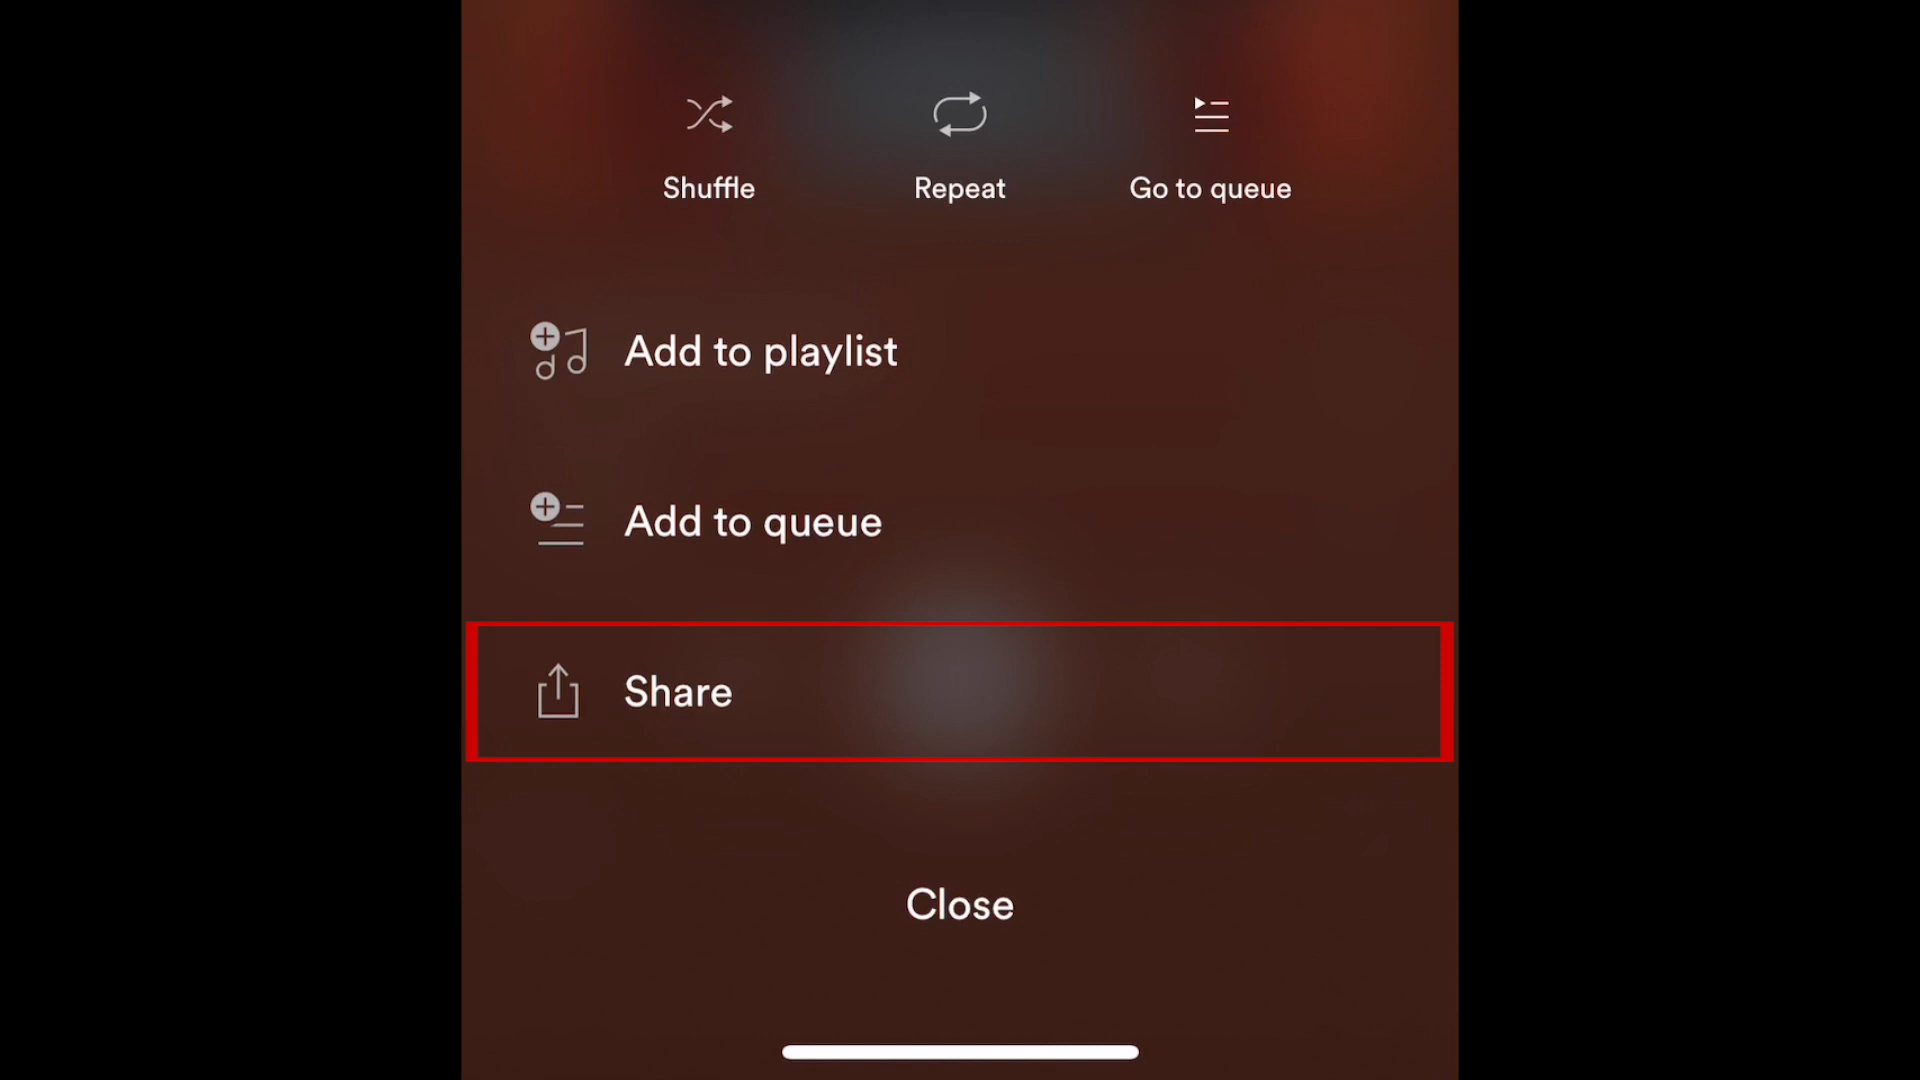 Shuffle Repeat Go to queue
Add to playlist
Add to queue
Share
Close